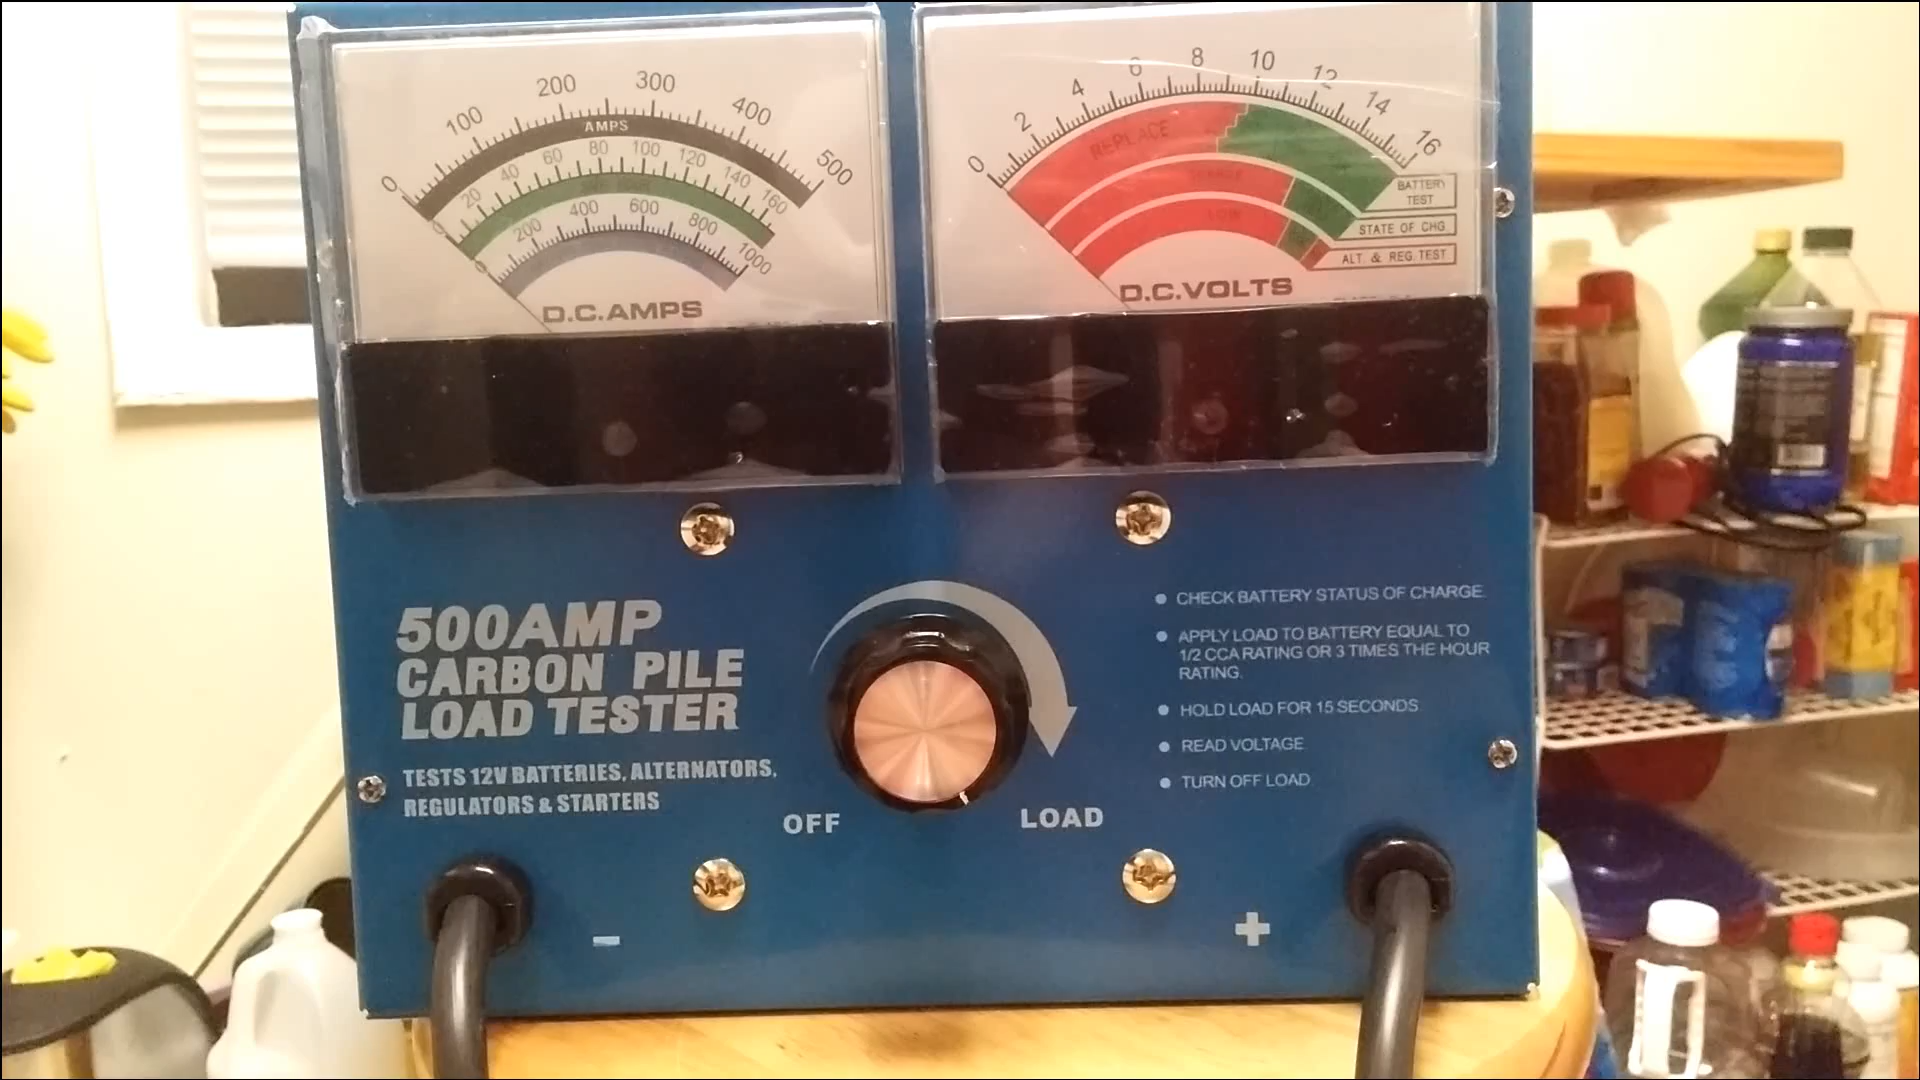 0 100 200 300 400 500
AMPS
0 20 40 60 80 100 120 140 160
0 200 400 600 800 1000
D.C.AMPS
0 2 4 6 8 10 12 14 16
REPLACE
LOW
BATTERY
TEST
STATE OF CHG
ALT. & REG. TEST
D.C.VOLTS
500AMP
CARBON PILE
LOAD TESTER
TESTS 12V BATTERIES, ALTERNATORS,
REGULATORS & STARTERS
OFF
LOAD
CHECK BATTERY STATUS OF CHARGE.
APPLY LOAD TO BATTERY EQUAL TO
1/2 CCA RATING OR 3 TIMES THE HOUR
RATING.
HOLD LOAD FOR 15 SECONDS
READ VOLTAGE
TURN OFF LOAD
-
+